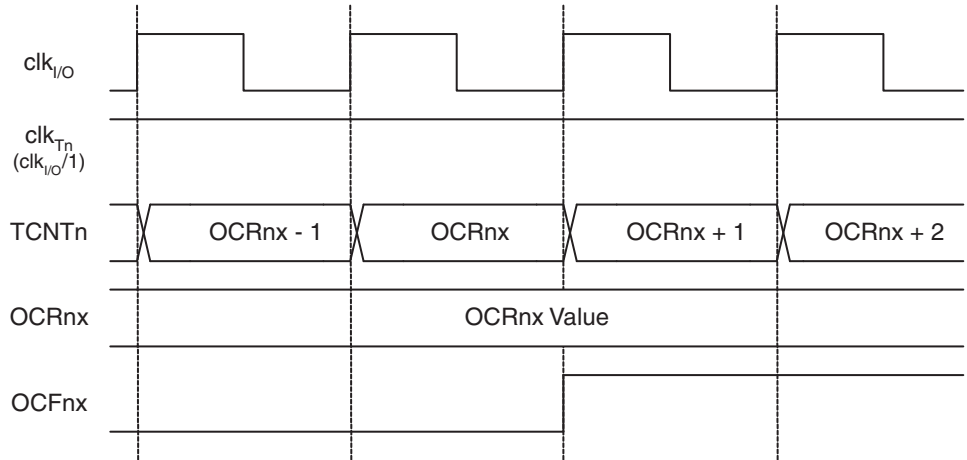 clkI/O
clkTn
(clkI/O/1)
TCNTn OCRnx - 1 OCRnx OCRnx + 1 OCRnx + 2
OCRnx OCRnx Value
OCFnx